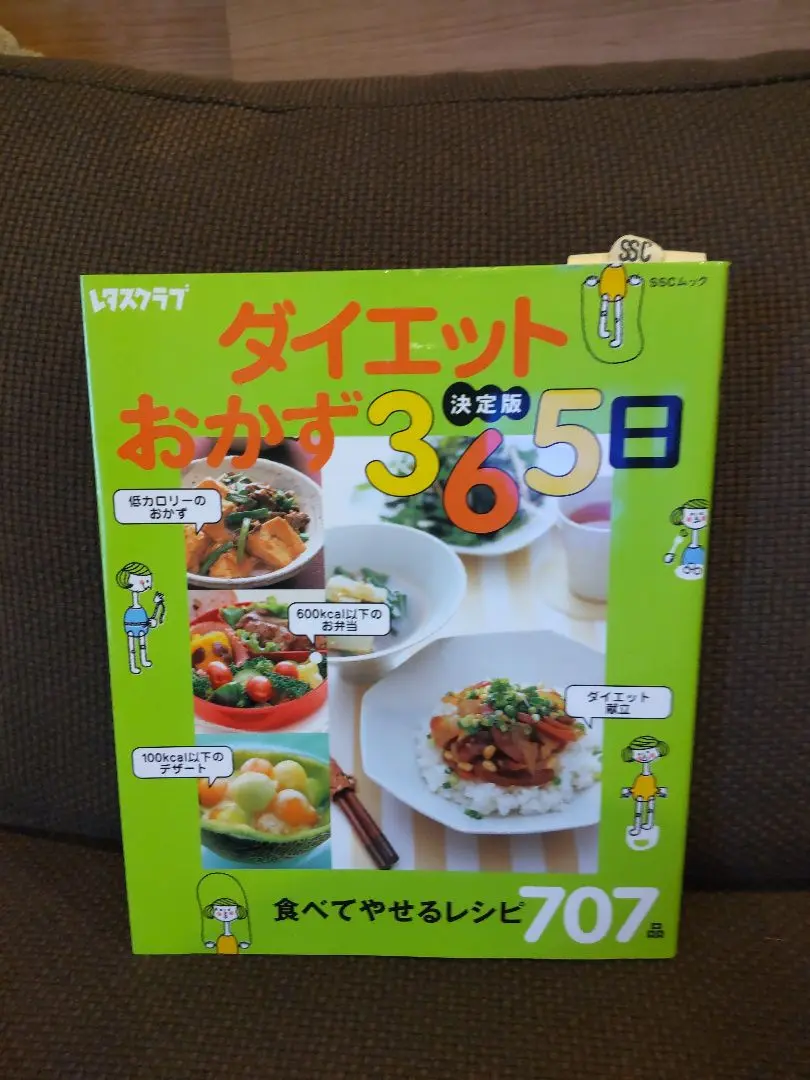 SSC
レタスクラブ
SSCムック
ダイエット
おかず365日
決定版
低カロリーの
おかず
600kcal以下の
お弁当
ダイエット
献立
100kcal以下の
デザート
食べてやせるレシピ707品